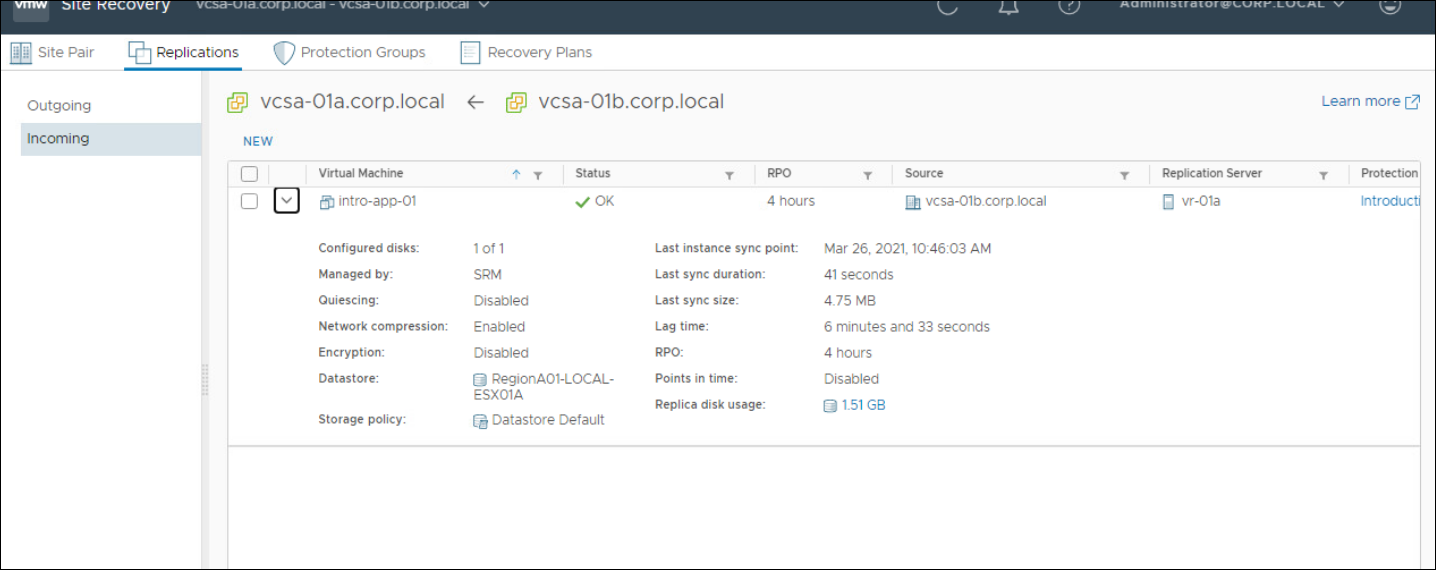 vmw Site Recovery vcsa-01a.corp.local - vcsa-01b.corp.local Administrator@CORP.LOCAL
Site Pair Replications Protection Groups Recovery Plans
Outgoing
Incoming
vcsa-01a.corp.local ← vcsa-01b.corp.local Learn more
NEW
Virtual Machine Status RPO Source Replication Server Protection
intro-app-01 OK 4 hours vcsa-01b.corp.local vr-01a Introducti
Configured disks: 1 of 1 Last instance sync point: Mar 26, 2021, 10:46:03 AM
Managed by: SRM Last sync duration: 41 seconds
Quiescing: Disabled Last sync size: 4.75 MB
Network compression: Enabled Lag time: 6 minutes and 33 seconds
Encryption: Disabled RPO: 4 hours
Datastore: RegionA01-LOCAL- Points in time: Disabled
ESX01A
Replica disk usage: 1.51 GB
Storage policy: Datastore Default